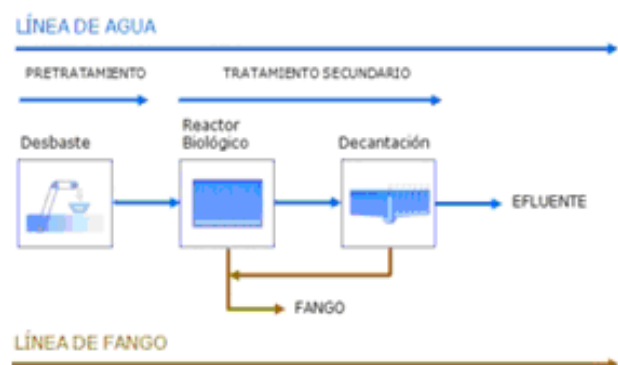 LÍNEA DE AGUA
PRETRATAMIENTO
TRATAMIENTO SECUNDARIO
Desbaste
Reactor
Biológico
Decantación
EFLUENTE
FANGO
LÍNEA DE FANGO